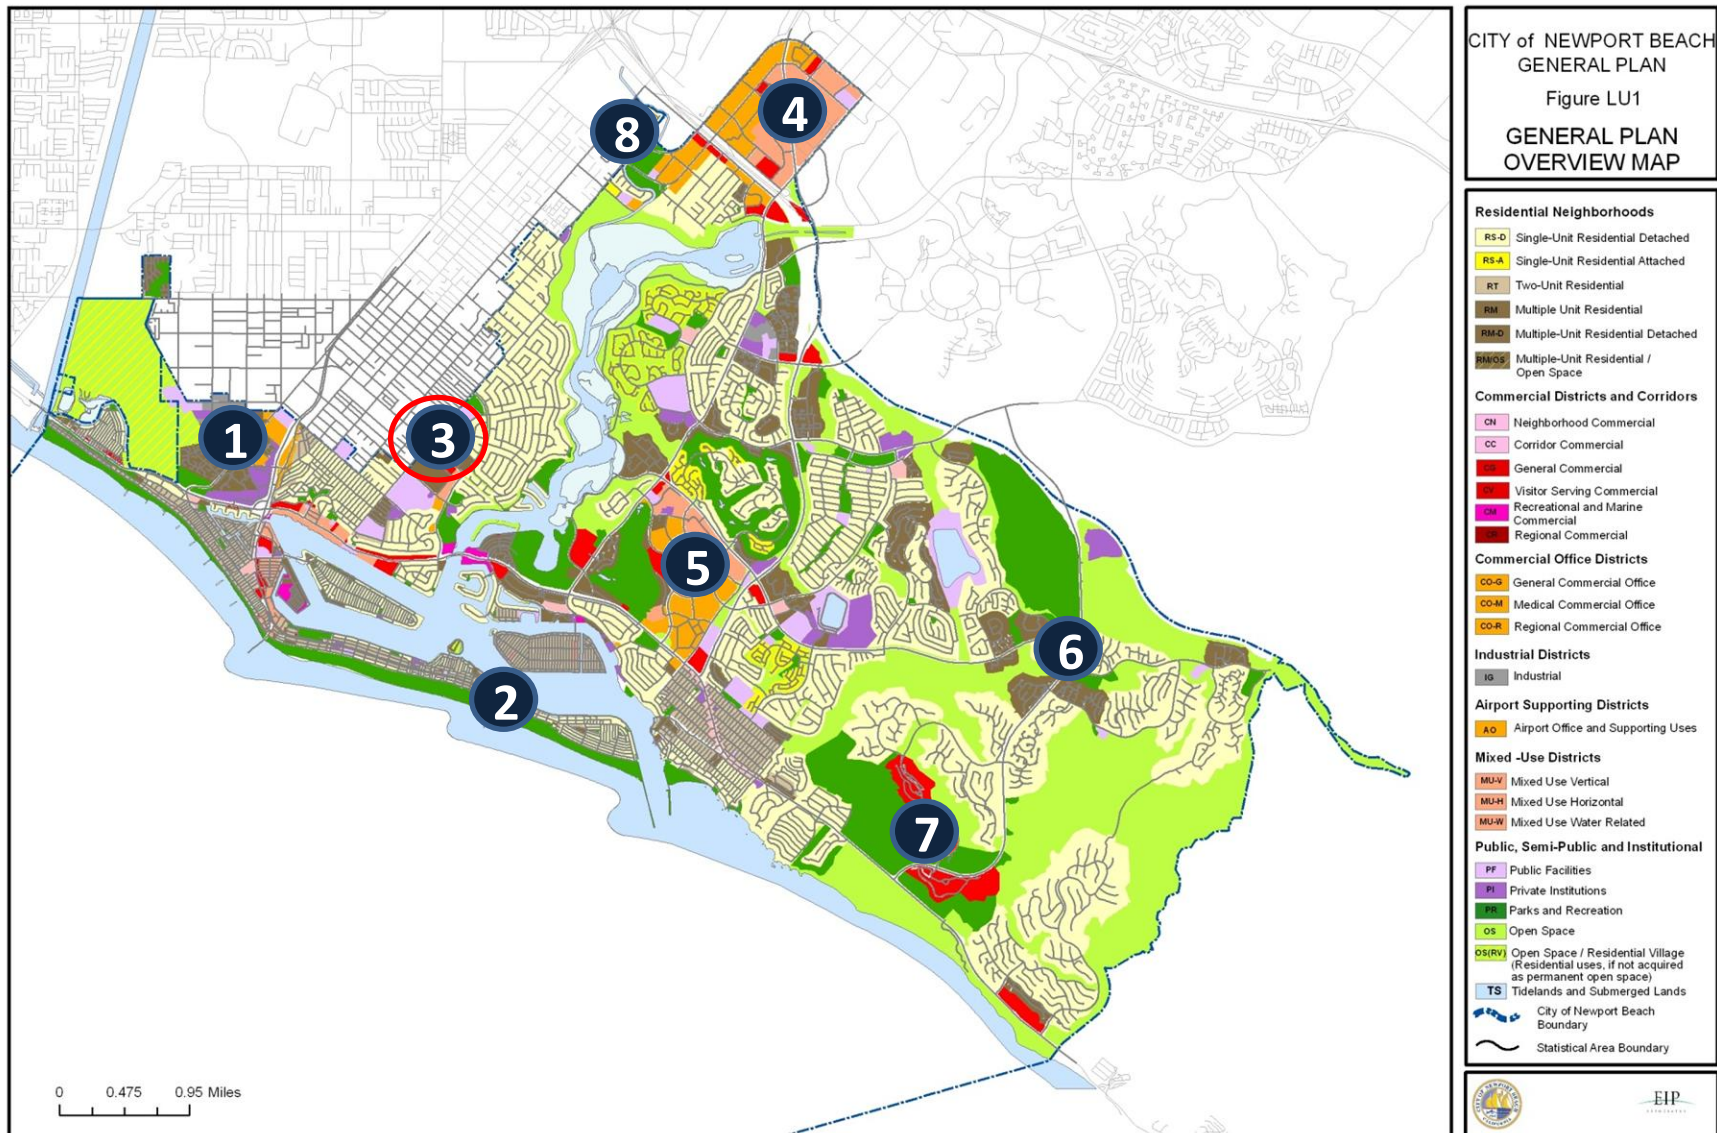 CITY of NEWPORT BEACH
GENERAL PLAN
Figure LU1
GENERAL PLAN
OVERVIEW MAP
Residential Neighborhoods
RS-D Single-Unit Residential Detached
RS-A Single-Unit Residential Attached
RT Two-Unit Residential
RM Multiple Unit Residential
RM-D Multiple-Unit Residential Detached
RM/OS Multiple-Unit Residential /
Open Space
Commercial Districts and Corridors
CN Neighborhood Commercial
CC Corridor Commercial
CG General Commercial
CV Visitor Serving Commercial
CM Recreational and Marine
Commercial
CR Regional Commercial
Commercial Office Districts
CO-G General Commercial Office
CO-M Medical Commercial Office
CO-R Regional Commercial Office
Industrial Districts
IG Industrial
Airport Supporting Districts
AO Airport Office and Supporting Uses
Mixed -Use Districts
MU-V Mixed Use Vertical
MU-H Mixed Use Horizontal
MU-W Mixed Use Water Related
Public, Semi-Public and Institutional
PF Public Facilities
PI Private Institutions
PR Parks and Recreation
OS Open Space
OS(RV) Open Space / Residential Village
(Residential uses, if not acquired
as permanent open space)
TS Tidelands and Submerged Lands
City of Newport Beach
Boundary
Statistical Area Boundary
EIP
4
8
1
3
5
6
2
7
0 0.475 0.95 Miles